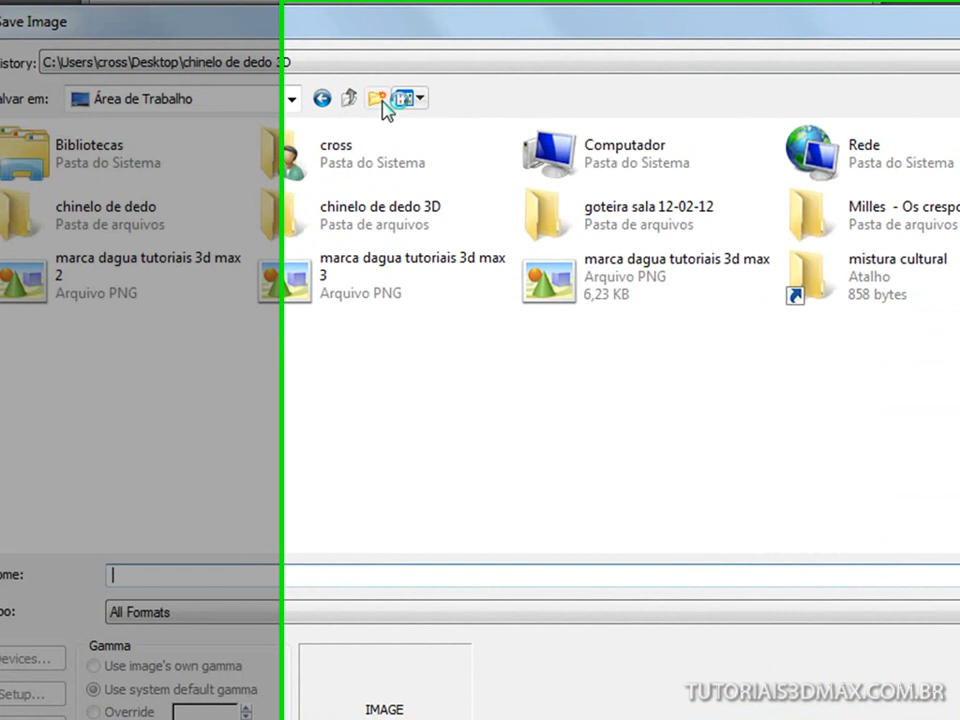 Save Image
istory: C:\Users\cross\Desktop\chinelo de dedo 3D
alvar em: Área de Trabalho
Bibliotecas
Pasta do Sistema
cross
Pasta do Sistema
Computador
Pasta do Sistema
Rede
Pasta do Sistema
chinelo de dedo
Pasta de arquivos
chinelo de dedo 3D
Pasta de arquivos
goteira sala 12-02-12
Pasta de arquivos
Milles - Os crespo
Pasta de arquivos
marca dagua tutoriais 3d max
2
Arquivo PNG
marca dagua tutoriais 3d max
3
Arquivo PNG
marca dagua tutoriais 3d max
Arquivo PNG
6,23 KB
mistura cultural
Atalho
858 bytes
ome:
po: All Formats
Devices...
Setup...
Gamma
Use image's own gamma
Use system default gamma
Override
IMAGE
TUTORIAIS3DMAX.COM.BR